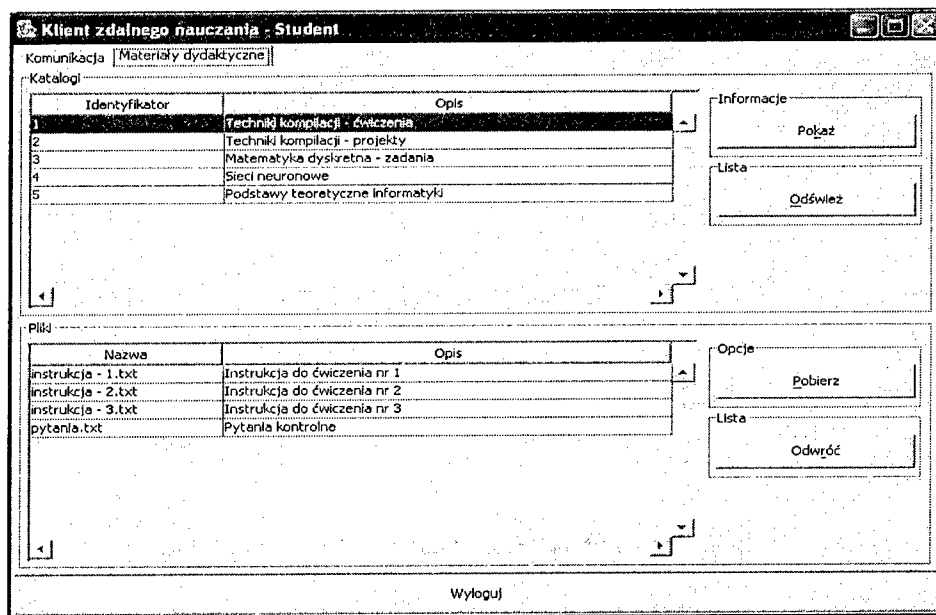 Klient zdalnego nauczania - Student
Komunikacja Materiały dydaktyczne
Katalogi
Identyfikator Opis
1 Techniki kompilacji - ćwiczenia
2 Techniki kompilacji - projekty
3 Matematyka dyskretna - zadania
4 Sieci neuronowe
5 Podstawy teoretyczne informatyki
Informacje
Pokaż
Lista
Odśwież
Pliki
Nazwa Opis
instrukcja - 1.txt Instrukcja do ćwiczenia nr 1
instrukcja - 2.txt Instrukcja do ćwiczenia nr 2
instrukcja - 3.txt Instrukcja do ćwiczenia nr 3
pytania.txt Pytania kontrolne
Opcje
Pobierz
Lista
Odwróć
Wyloguj